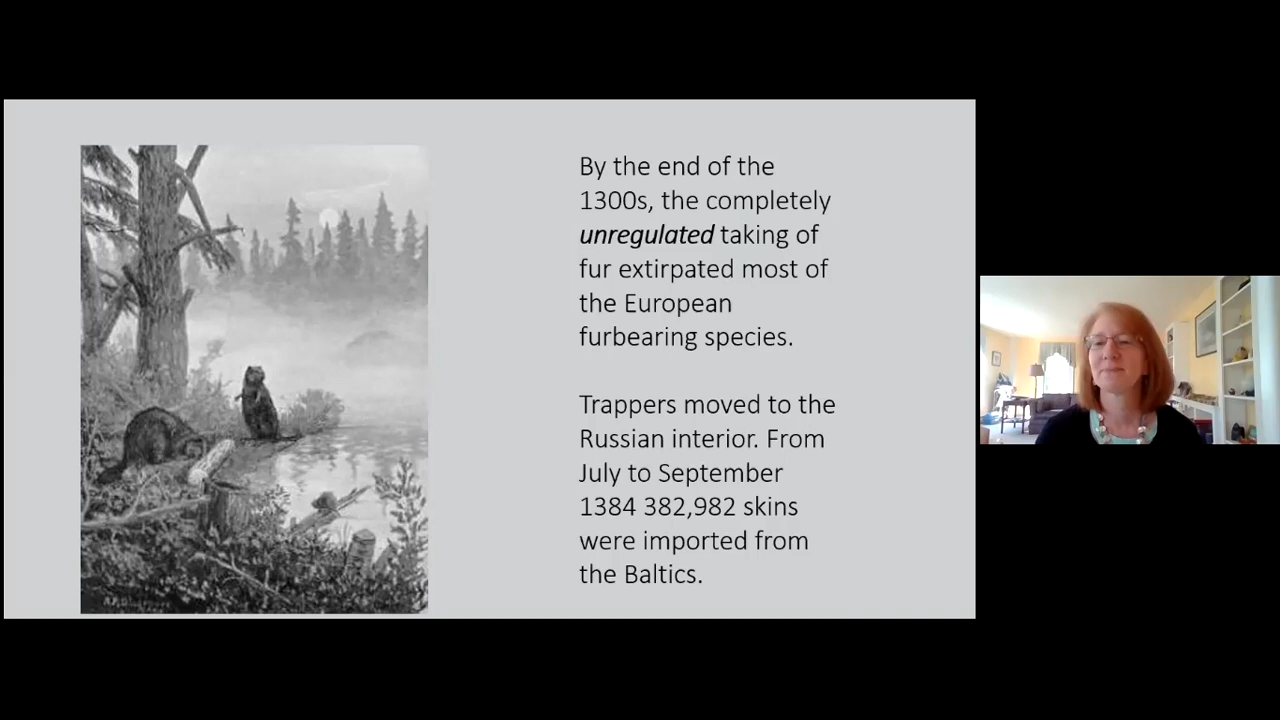 By the end of the
1300s, the completely
unregulated taking of
fur extirpated most of
the European
furbearing species.
Trappers moved to the
Russian interior. From
July to September
1384 382,982 skins
were imported from
the Baltics.